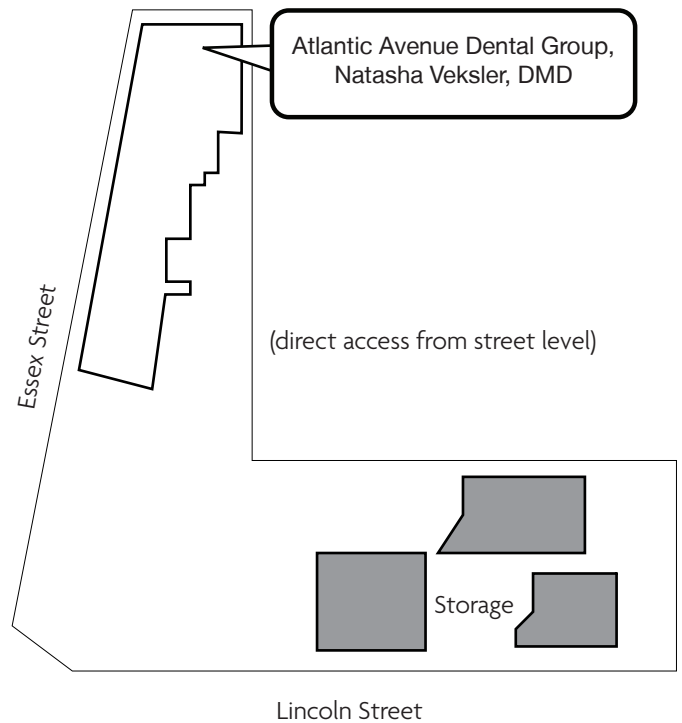 Atlantic Avenue Dental Group,
Natasha Veksler, DMD
Essex Street
(direct access from street level)
Storage
Lincoln Street